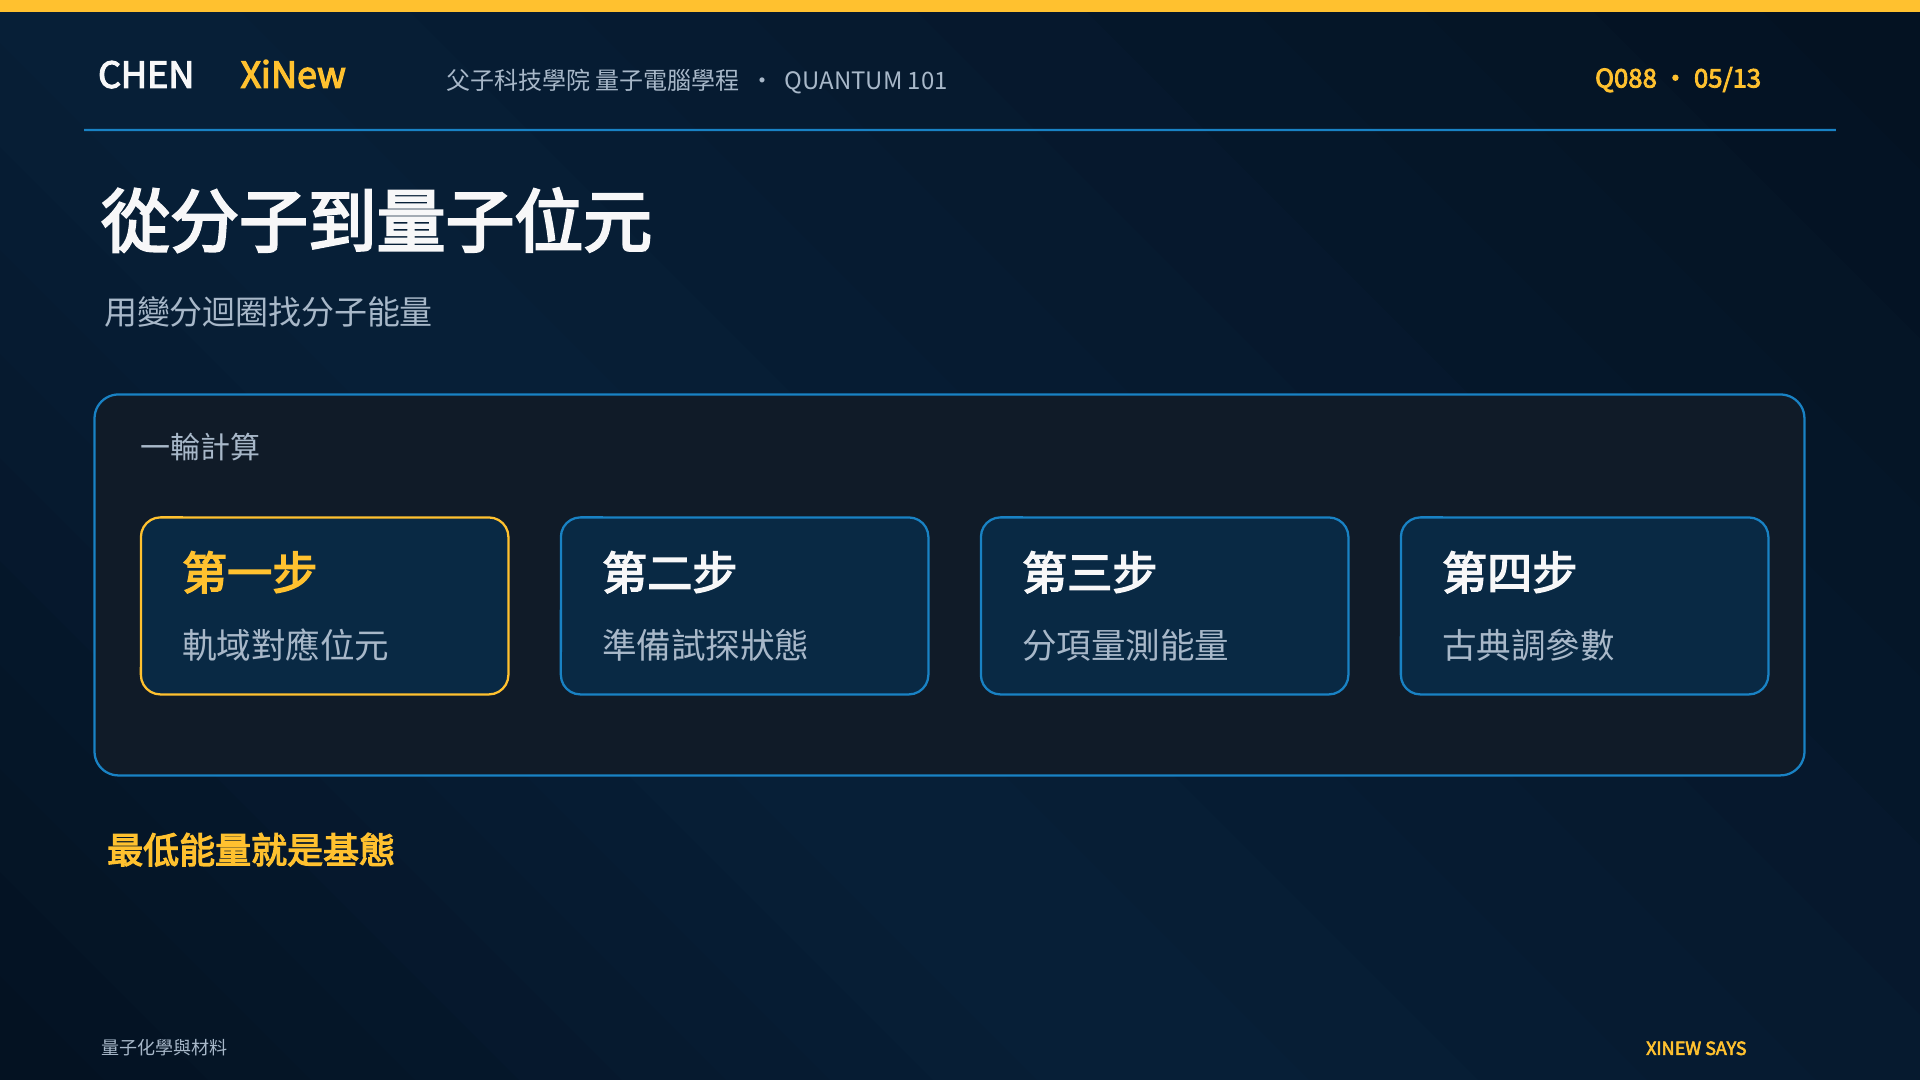 CHEN XiNew 父子科技學院 量子電腦學程 · QUANTUM 101 Q088 · 05/13
從分子到量子位元
用變分迴圈找分子能量
一輪計算
第一步 第二步 第三步 第四步
軌域對應位元 準備試探狀態 分項量測能量 古典調參數
最低能量就是基態
量子化學與材料 XINEW SAYS